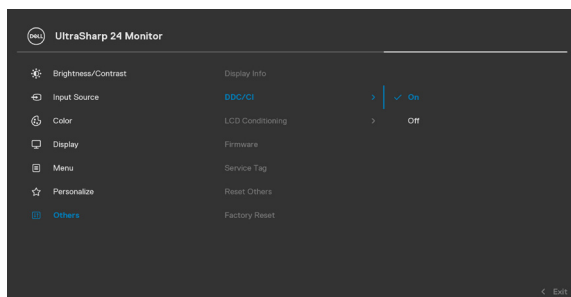 DELL UltraSharp 24 Monitor
Brightness/Contrast Display Info
Input Source DDC/CI > ✓ On
Color LCD Conditioning > Off
Display Firmware
Menu Service Tag
Personalize Reset Others
Others Factory Reset
< Exit